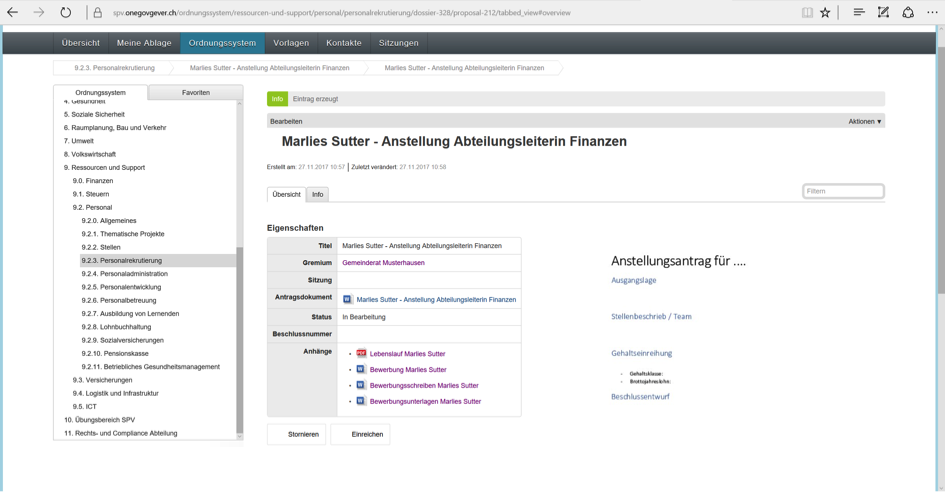 spv.onegovgever.ch/ordnungssystem/ressourcen-und-support/personal/personalrekrutierung/dossier-328/proposal-212/tabbed_view#overview
Übersicht Meine Ablage Ordnungssystem Vorlagen Kontakte Sitzungen
9.2.3. Personalrekrutierung Marlies Sutter - Anstellung Abteilungsleiterin Finanzen Marlies Sutter - Anstellung Abteilungsleiterin Finanzen
Ordnungssystem Favoriten
4. Gesundheit
5. Soziale Sicherheit
6. Raumplanung, Bau und Verkehr
7. Umwelt
8. Volkswirtschaft
9. Ressourcen und Support
9.0. Finanzen
9.1. Steuern
9.2. Personal
9.2.0. Allgemeines
9.2.1. Thematische Projekte
9.2.2. Stellen
9.2.3. Personalrekrutierung
9.2.4. Personaladministration
9.2.5. Personalentwicklung
9.2.6. Personalbetreuung
9.2.7. Ausbildung von Lernenden
9.2.8. Lohnbuchhaltung
9.2.9. Sozialversicherungen
9.2.10. Pensionskasse
9.2.11. Betriebliches Gesundheitsmanagement
9.3. Versicherungen
9.4. Logistik und Infrastruktur
9.5. ICT
10. Übungsbereich SPV
11. Rechts- und Compliance Abteilung
Info Eintrag erzeugt
Bearbeiten Aktionen ▼
Marlies Sutter - Anstellung Abteilungsleiterin Finanzen
Erstellt am: 27.11.2017 10:57 | Zuletzt verändert: 27.11.2017 10:58
Übersicht Info Filtern
Eigenschaften
Titel Marlies Sutter - Anstellung Abteilungsleiterin Finanzen
Gremium Gemeinderat Musterhausen
Sitzung
Antragsdokument Marlies Sutter - Anstellung Abteilungsleiterin Finanzen
Status In Bearbeitung
Beschlussnummer
Anhänge
PDF Lebenslauf Marlies Sutter
Bewerbung Marlies Sutter
Bewerbungsschreiben Marlies Sutter
Bewerbungsunterlagen Marlies Sutter
Stornieren Einreichen
Anstellungsantrag für ....
Ausgangslage
Stellenbeschrieb / Team
Gehaltseinreihung
- Gehaltsklasse:
- Brottojahreslohn:
Beschlussentwurf